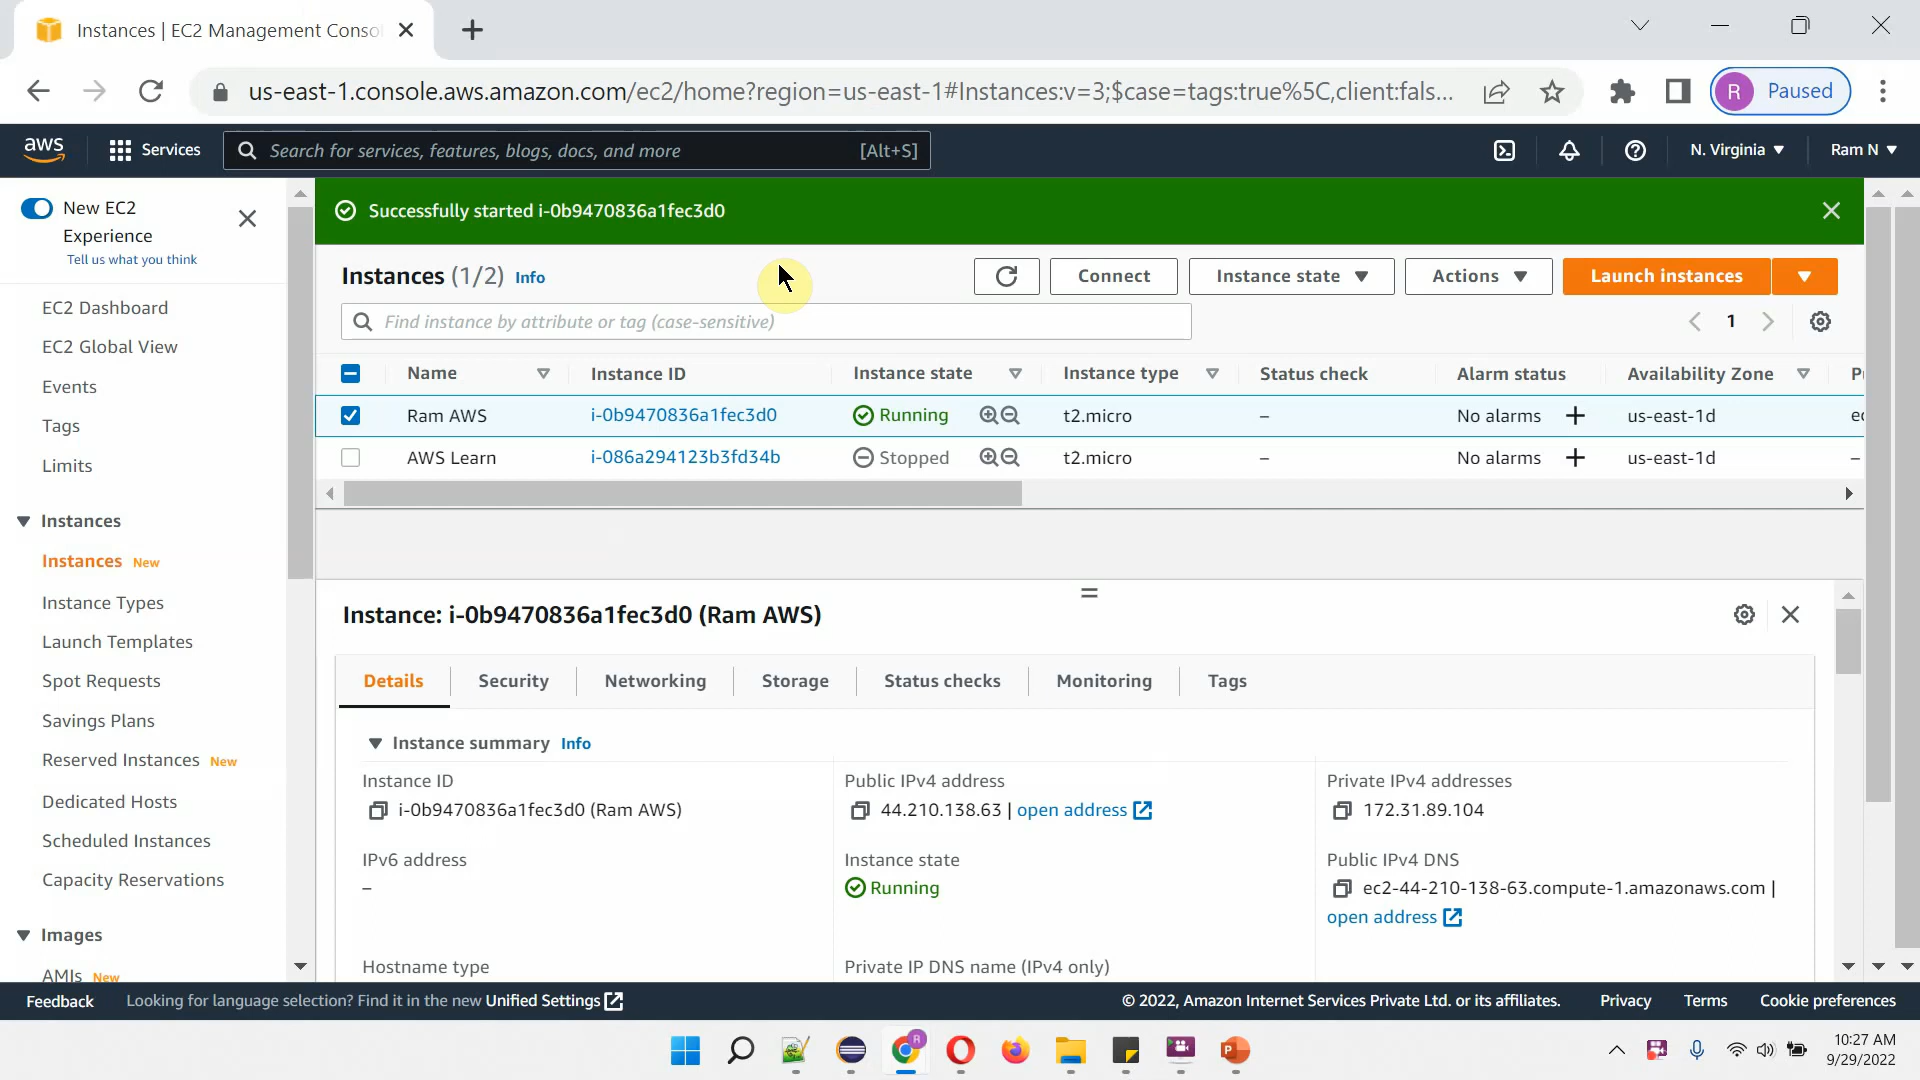 Instances | EC2 Management Conso
us-east-1.console.aws.amazon.com/ec2/home?region=us-east-1#Instances:v=3;$case=tags:true%5C,client:fals...
R Paused
aws
Services
Search for services, features, blogs, docs, and more [Alt+S]
N. Virginia
Ram N
New EC2
Experience
Tell us what you think
EC2 Dashboard
EC2 Global View
Events
Tags
Limits
Instances
Instances New
Instance Types
Launch Templates
Spot Requests
Savings Plans
Reserved Instances New
Dedicated Hosts
Scheduled Instances
Capacity Reservations
Images
AMIs New
Successfully started i-0b9470836a1fec3d0
Instances (1/2) Info
Connect
Instance state
Actions
Launch instances
Find instance by attribute or tag (case-sensitive)
1
Name Instance ID Instance state Instance type Status check Alarm status Availability Zone
Ram AWS i-0b9470836a1fec3d0 Running t2.micro – No alarms + us-east-1d
AWS Learn i-086a294123b3fd34b Stopped t2.micro – No alarms + us-east-1d –
Instance: i-0b9470836a1fec3d0 (Ram AWS)
Details Security Networking Storage Status checks Monitoring Tags
Instance summary Info
Instance ID
i-0b9470836a1fec3d0 (Ram AWS)
Public IPv4 address
44.210.138.63 | open address
Private IPv4 addresses
172.31.89.104
IPv6 address
–
Instance state
Running
Public IPv4 DNS
ec2-44-210-138-63.compute-1.amazonaws.com |
open address
Hostname type
Private IP DNS name (IPv4 only)
Feedback
Looking for language selection? Find it in the new Unified Settings
© 2022, Amazon Internet Services Private Ltd. or its affiliates.
Privacy
Terms
Cookie preferences
10:27 AM
9/29/2022